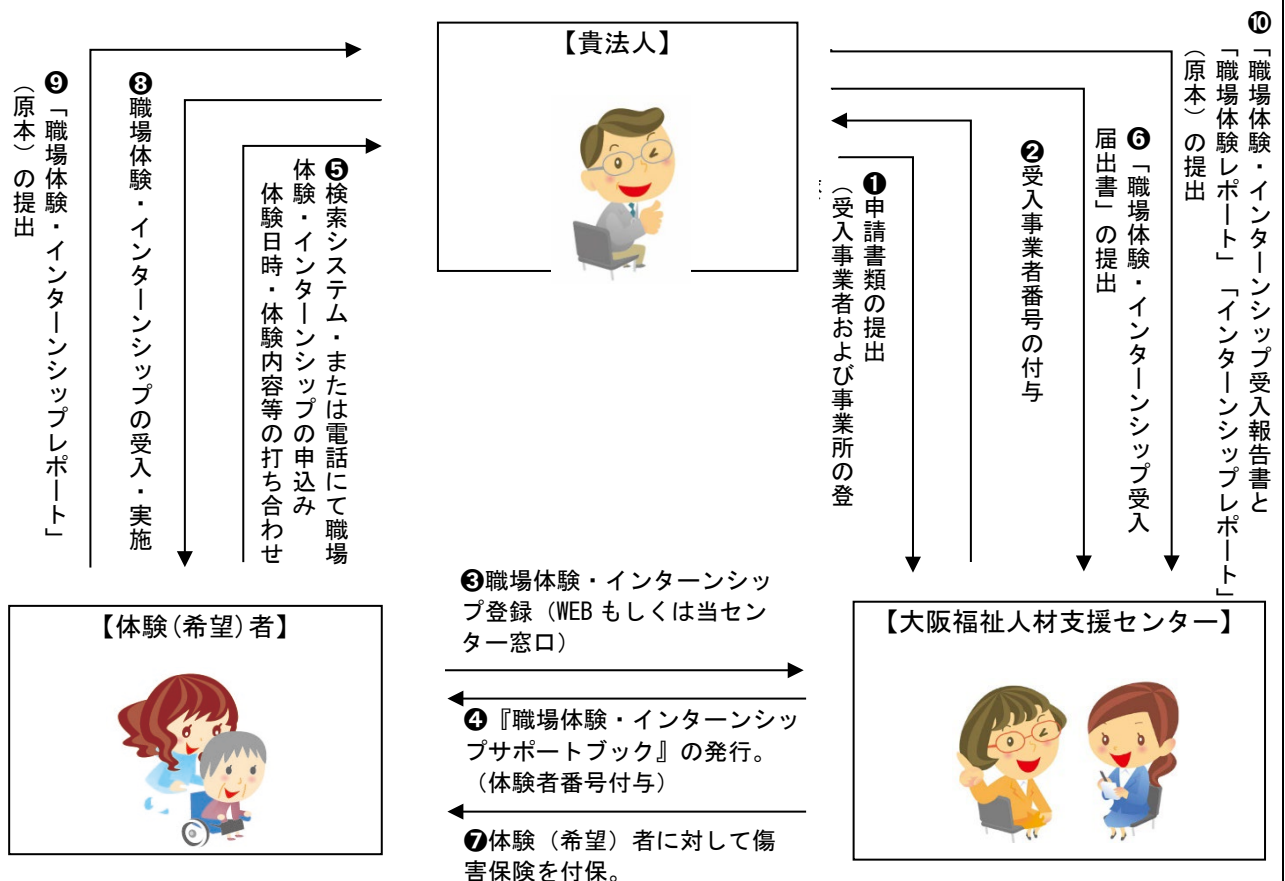 【貴法人】
❿「職場体験・インターンシップ受入報告書と
「職場体験レポート」「インターンシップレポート」
（原本）の提出
❻「職場体験・インターンシップ受入
届出書」の提出
❷受入事業者番号の付与
❶申請書類の提出
（受入事業者および事業所の登
❺検索システム・または電話にて職場
体験・インターンシップの申込み
体験日時・体験内容等の打ち合わせ
❽職場体験・インターンシップの受入・実施
❾「職場体験・インターンシップレポート」
（原本）の提出
【体験(希望)者】
❸職場体験・インターンシッ
プ登録（WEB もしくは当セン
ター窓口）
❹『職場体験・インターンシッ
プサポートブック』の発行。
（体験者番号付与）
❼体験（希望）者に対して傷
害保険を付保。
【大阪福祉人材支援センター】